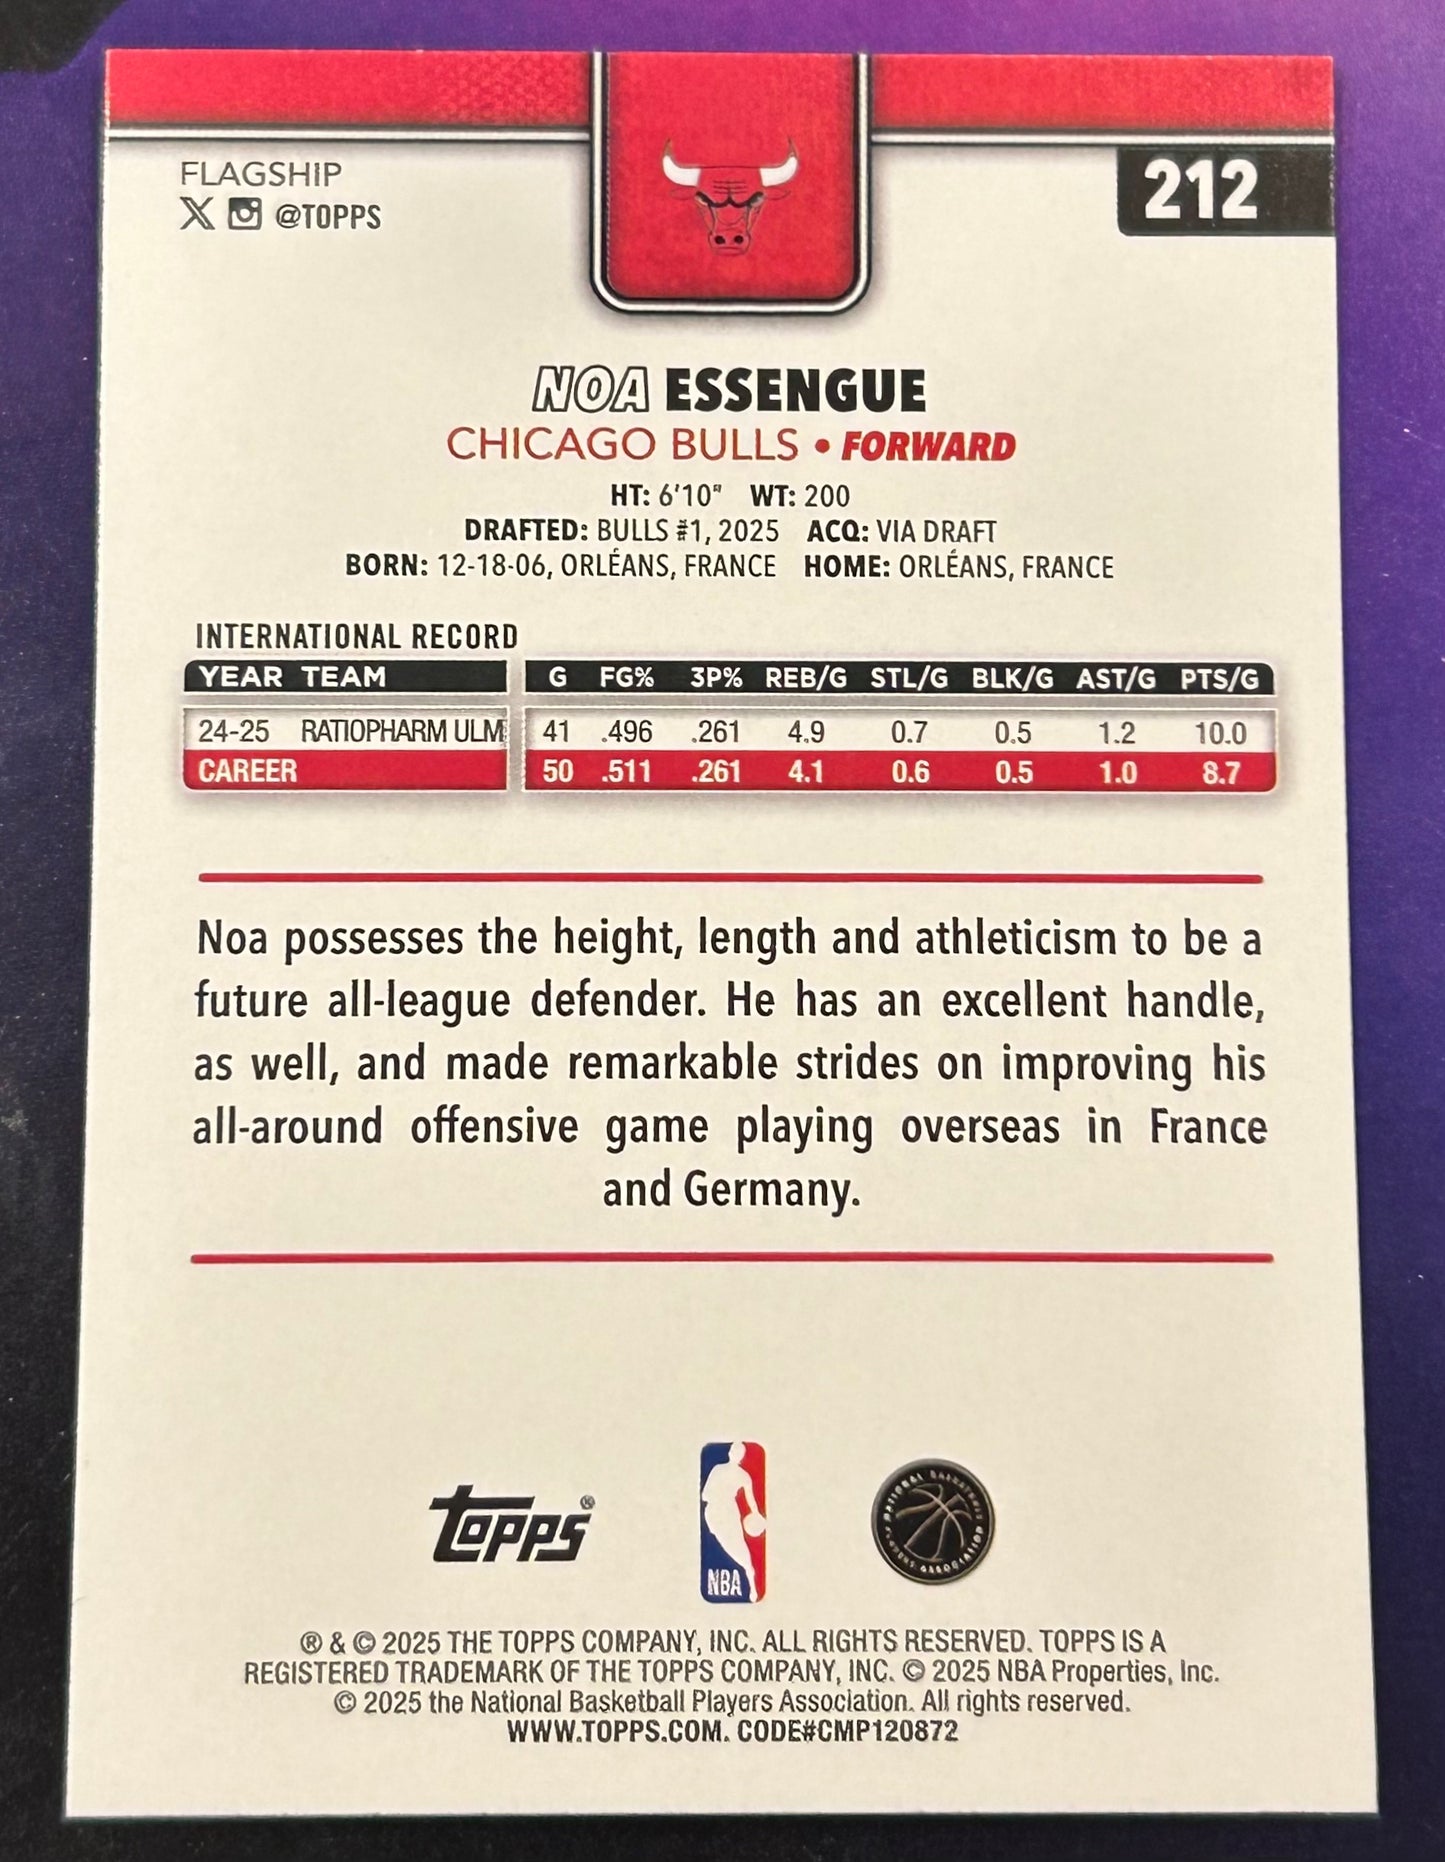 FLAGSHIP
212
X @TOPPS
NOA ESSENGUE
CHICAGO BULLS • FORWARD
HT: 6'10" WT: 200
DRAFTED: BULLS #1, 2025 ACQ: VIA DRAFT
BORN: 12-18-06, ORLÉANS, FRANCE HOME: ORLÉANS, FRANCE
INTERNATIONAL RECORD
YEAR TEAM G FG% 3P% REB/G STL/G BLK/G AST/G PTS/G
24-25 RATIOPHARM ULM 41 .496 .261 4.9 0.7 0.5 1.2 10.0
CAREER 50 .511 .261 4.1 0.6 0.5 1.0 8.7
Noa possesses the height, length and athleticism to be a
future all-league defender. He has an excellent handle,
as well, and made remarkable strides on improving his
all-around offensive game playing overseas in France
and Germany.
Topps®
NBA
NATIONAL BASKETBALL
PLAYERS ASSOCIATION
® & © 2025 THE TOPPS COMPANY, INC. ALL RIGHTS RESERVED. TOPPS IS A
REGISTERED TRADEMARK OF THE TOPPS COMPANY, INC. © 2025 NBA Properties, Inc.
© 2025 the National Basketball Players Association. All rights reserved.
WWW.TOPPS.COM. CODE#CMP120872